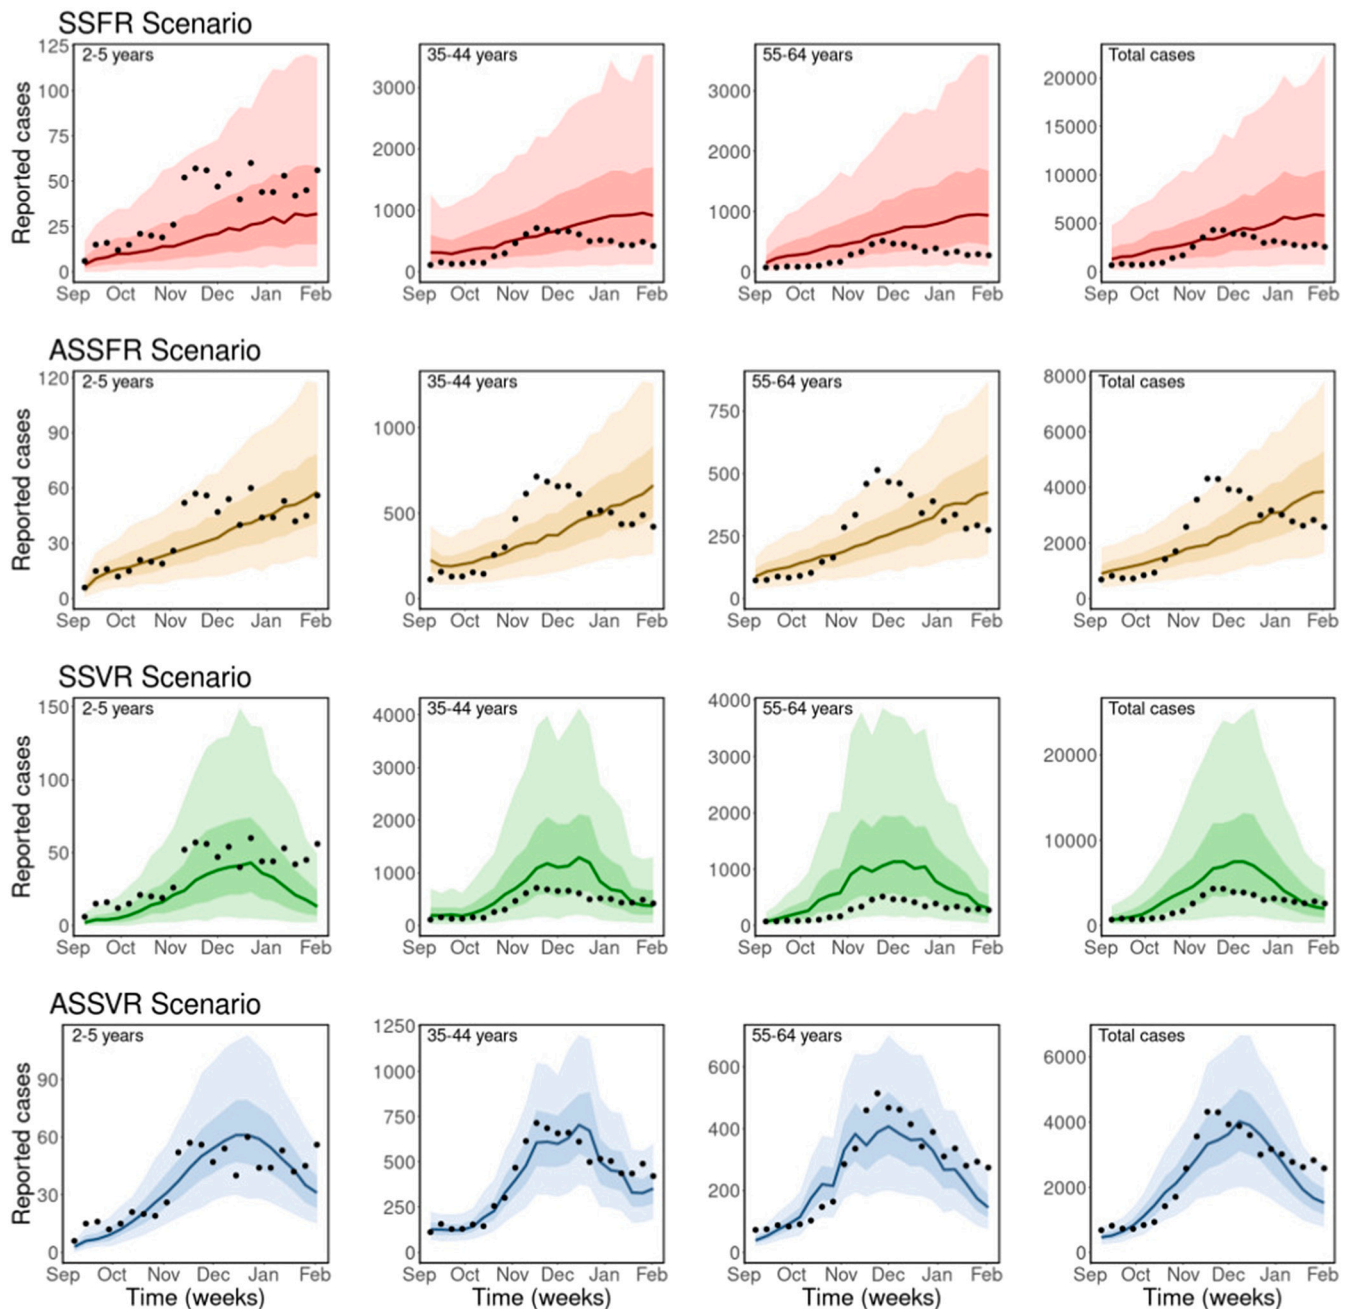 SSFR Scenario
Reported cases
2-5 years
125
100
75
50
25
0
Sep Oct Nov Dec Jan Feb
35-44 years
3000
2000
1000
0
Sep Oct Nov Dec Jan Feb
55-64 years
3000
2000
1000
0
Sep Oct Nov Dec Jan Feb
Total cases
20000
15000
10000
5000
0
Sep Oct Nov Dec Jan Feb
ASSFR Scenario
Reported cases
2-5 years
120
90
60
30
0
Sep Oct Nov Dec Jan Feb
35-44 years
1000
500
0
Sep Oct Nov Dec Jan Feb
55-64 years
750
500
250
0
Sep Oct Nov Dec Jan Feb
Total cases
8000
6000
4000
2000
0
Sep Oct Nov Dec Jan Feb
SSVR Scenario
Reported cases
2-5 years
150
100
50
0
Sep Oct Nov Dec Jan Feb
35-44 years
4000
3000
2000
1000
0
Sep Oct Nov Dec Jan Feb
55-64 years
4000
3000
2000
1000
0
Sep Oct Nov Dec Jan Feb
Total cases
20000
10000
0
Sep Oct Nov Dec Jan Feb
ASSVR Scenario
Reported cases
2-5 years
90
60
30
0
Sep Oct Nov Dec Jan Feb
Time (weeks)
35-44 years
1250
1000
750
500
250
0
Sep Oct Nov Dec Jan Feb
Time (weeks)
55-64 years
600
400
200
0
Sep Oct Nov Dec Jan Feb
Time (weeks)
Total cases
6000
4000
2000
0
Sep Oct Nov Dec Jan Feb
Time (weeks)